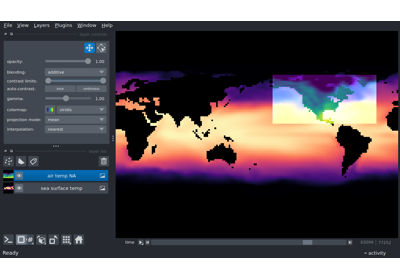 File View Layers Plugins Window Help
layer controls
opacity: 1.00
blending: additive
contrast limits:
auto-contrast: once continuous
gamma: 1.00
colormap: viridis
projection mode: mean
interpolation: nearest
layer list
air temp NA
sea surface temp
time
Ready
activity